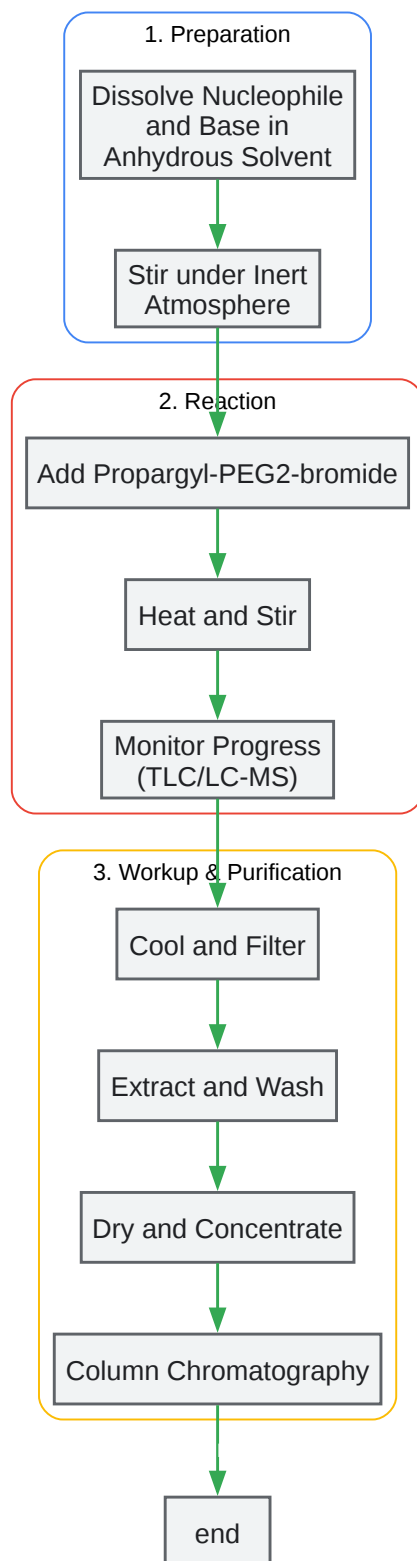 1. Preparation
Dissolve Nucleophile
and Base in
Anhydrous Solvent
Stir under Inert
Atmosphere
2. Reaction
Add Propargyl-PEG2-bromide
Heat and Stir
Monitor Progress
(TLC/LC-MS)
3. Workup & Purification
Cool and Filter
Extract and Wash
Dry and Concentrate
Column Chromatography
end